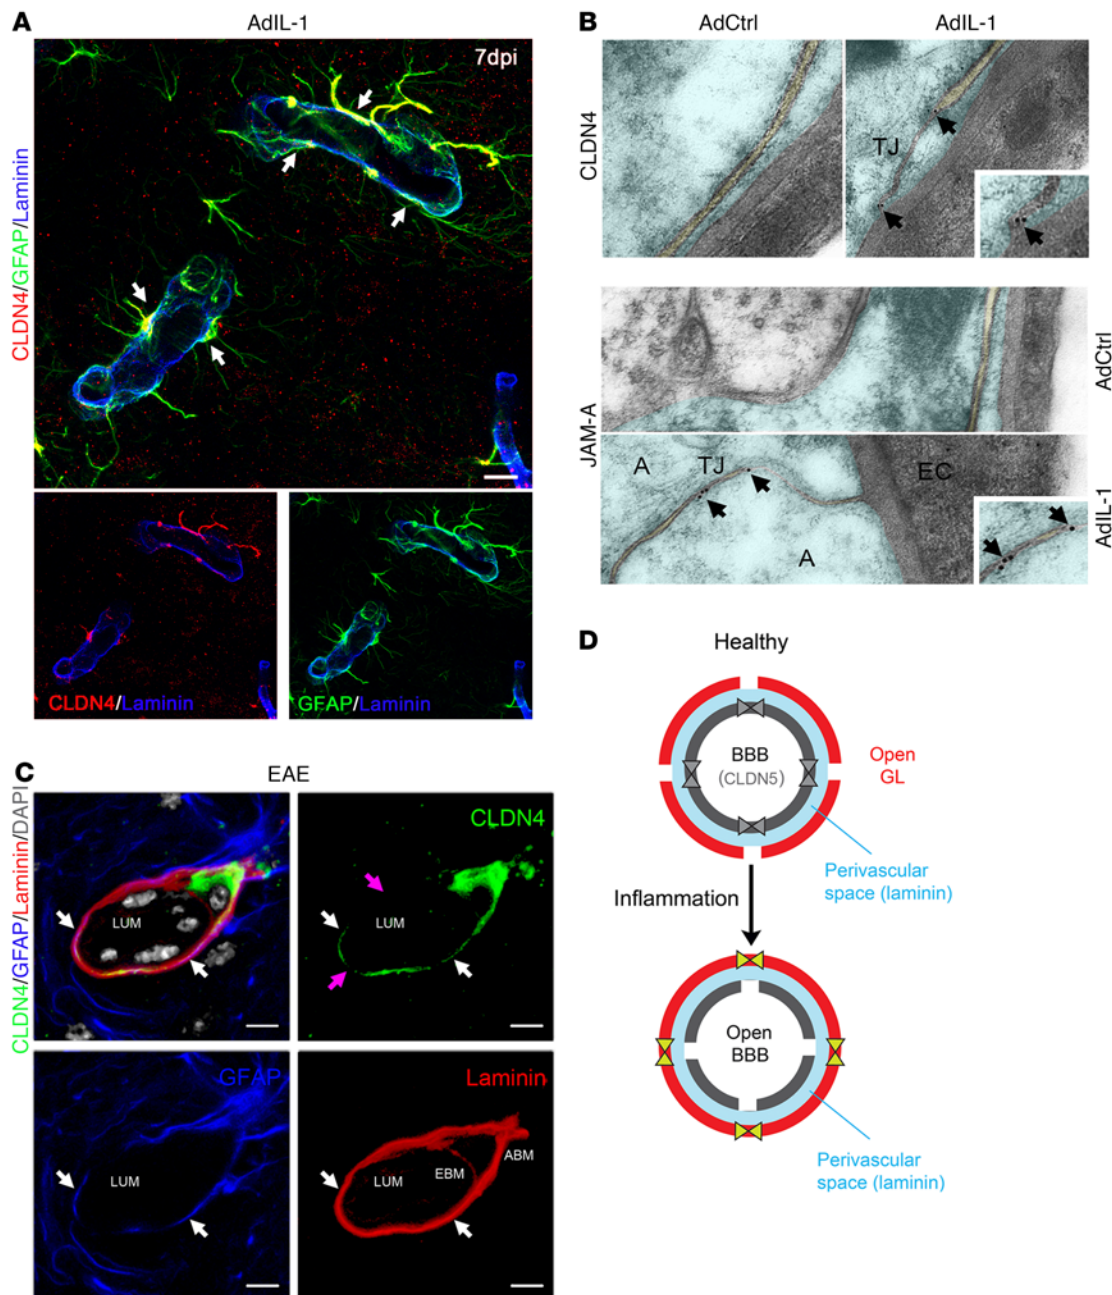 A
AdIL-1
7dpi
CLDN4/GFAP/Laminin
CLDN4/Laminin
GFAP/Laminin
B
AdCtrl
AdIL-1
CLDN4
TJ
JAM-A
AdCtrl
A
TJ
EC
A
AdIL-1
C
EAE
CLDN4/GFAP/Laminin/DAPI
LUM
CLDN4
LUM
GFAP
LUM
Laminin
LUM
EBM
ABM
D
Healthy
BBB
(CLDN5)
Open
GL
Perivascular
space (laminin)
Inflammation
Open
BBB
Perivascular
space (laminin)